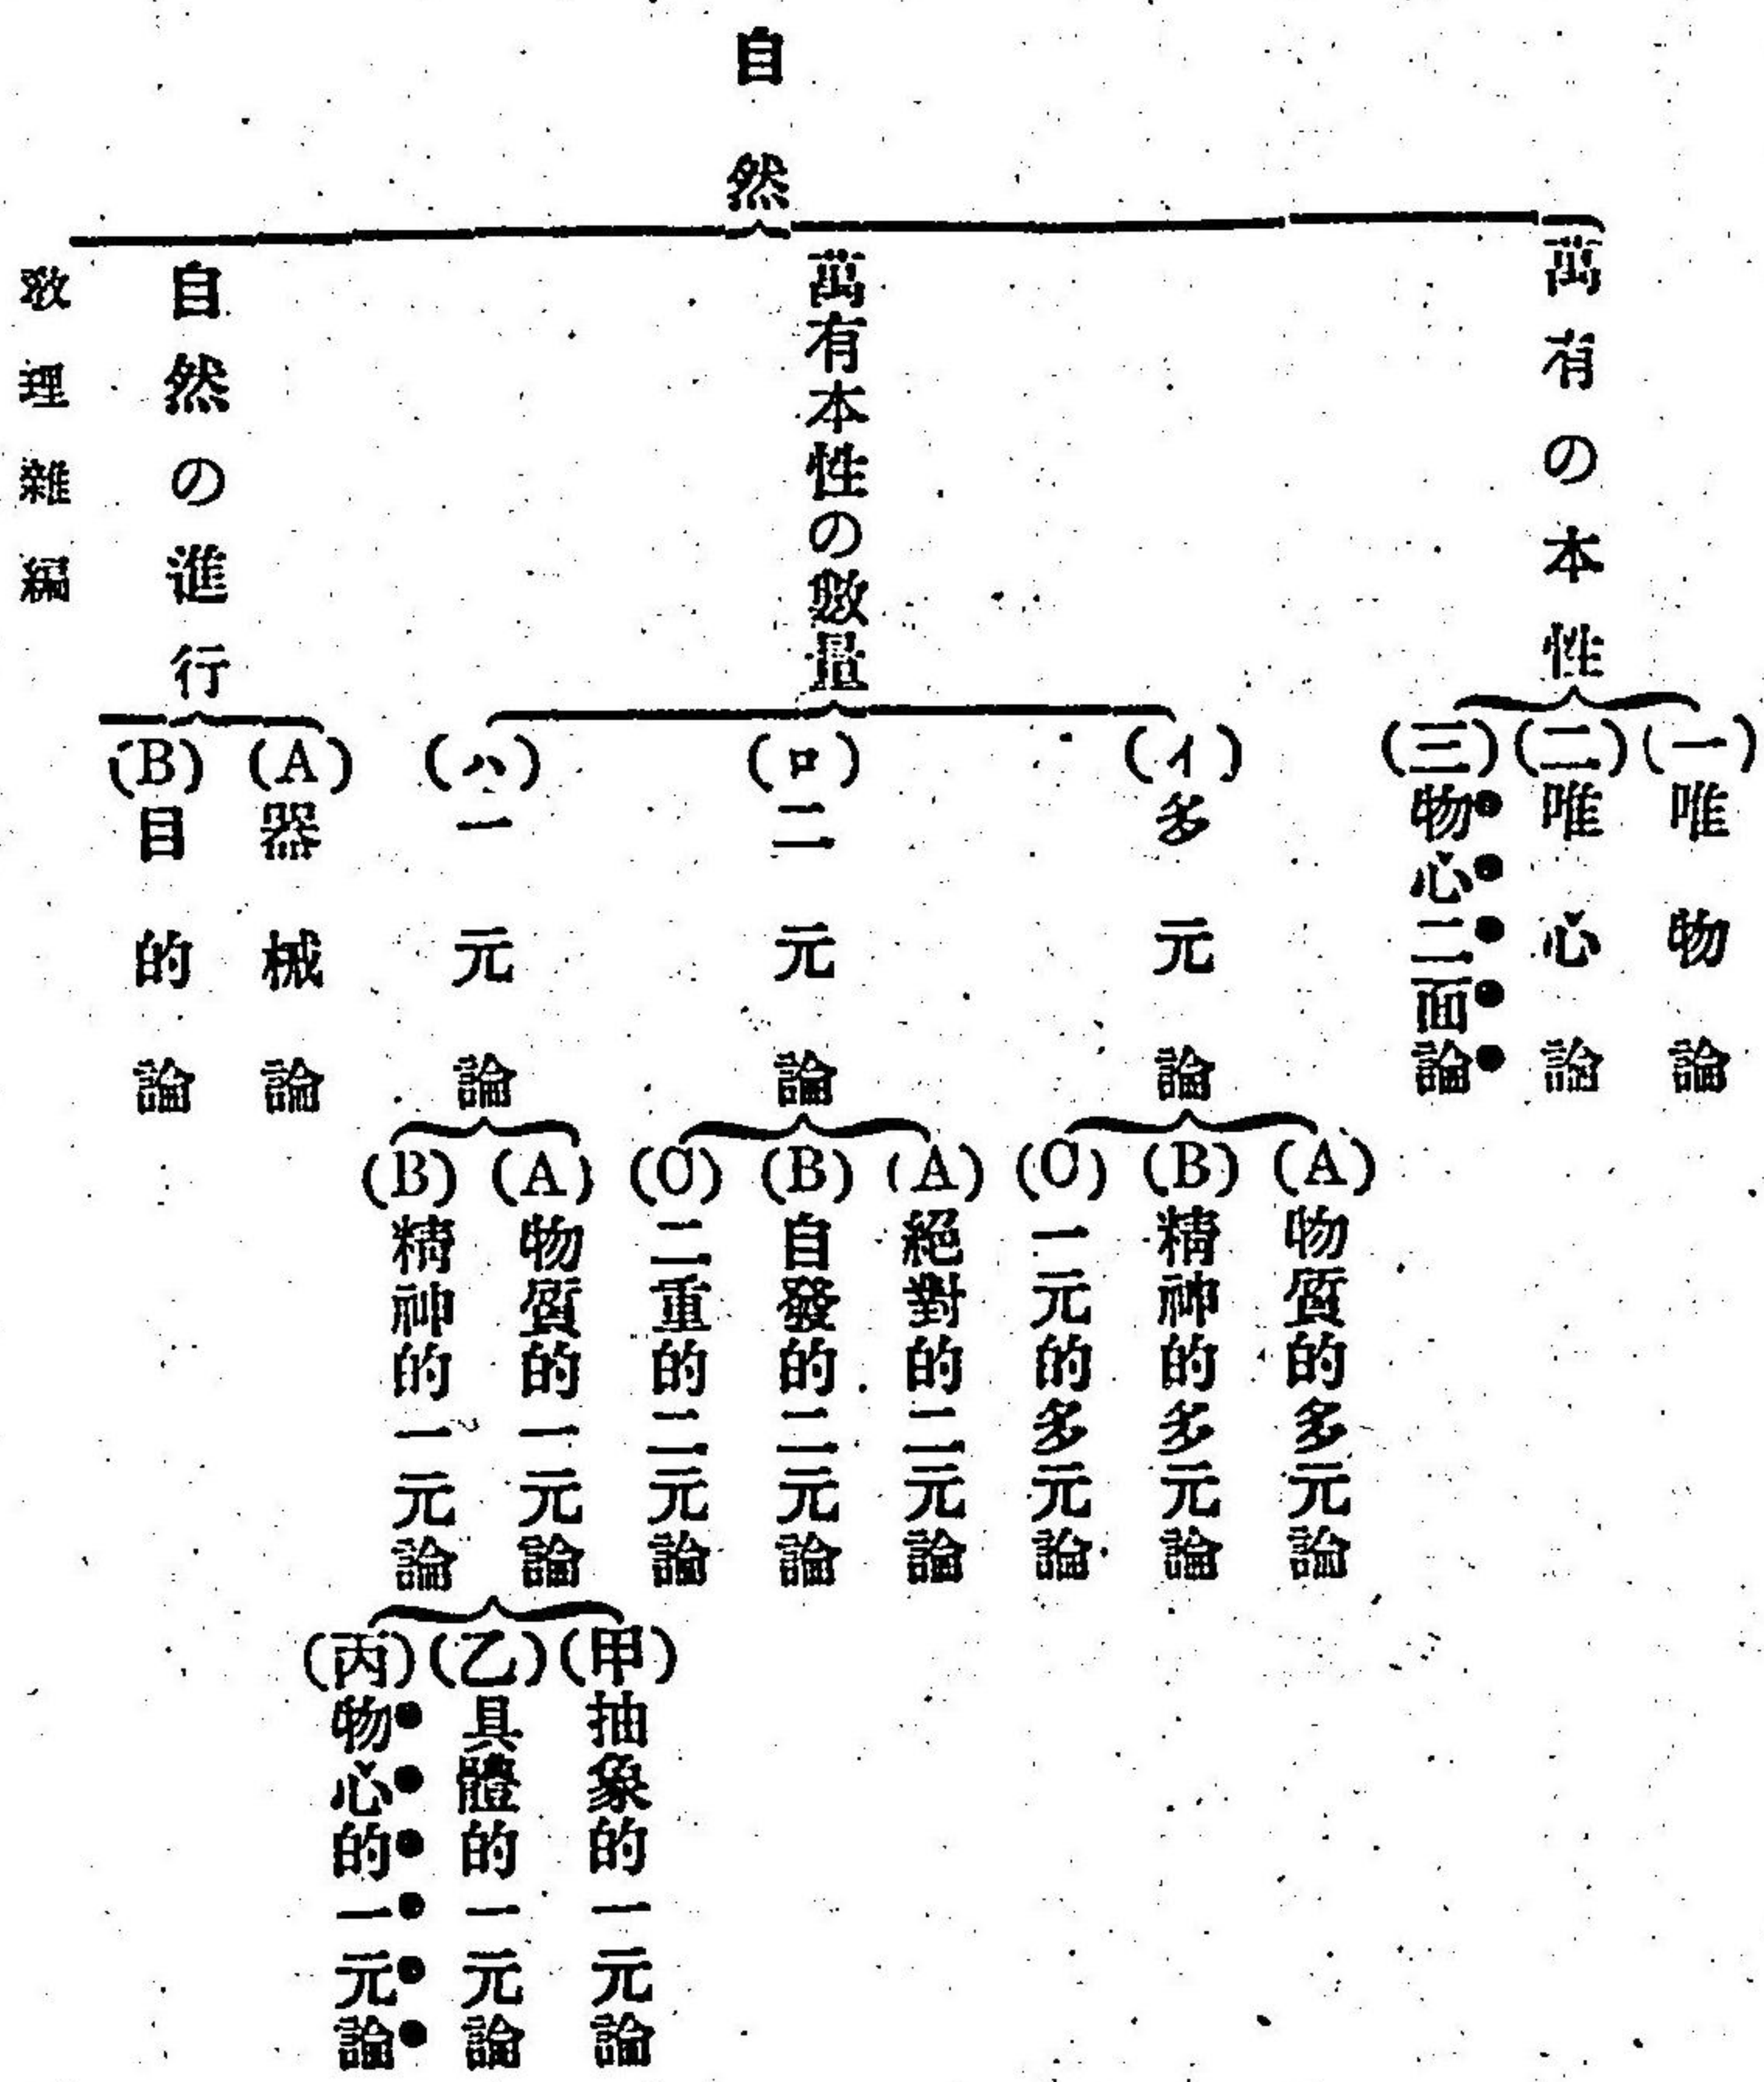 自然
萬有の本性
(一)唯物論
(二)唯心論
(三)物心二面論
萬有本性の數量
(イ)多元論
(A)物質的多元論
(B)精神的多元論
(C)一元的多元論
(ロ)二元論
(A)絕對的二元論
(B)自發的二元論
(C)二重的二元論
(ハ)一元論
(A)物質的一元論
(B)精神的一元論
(甲)抽象的一元論
(乙)具體的一元論
(丙)物心的一元論
自然の進行
(A)器械論
(B)目的論
敎理雜編